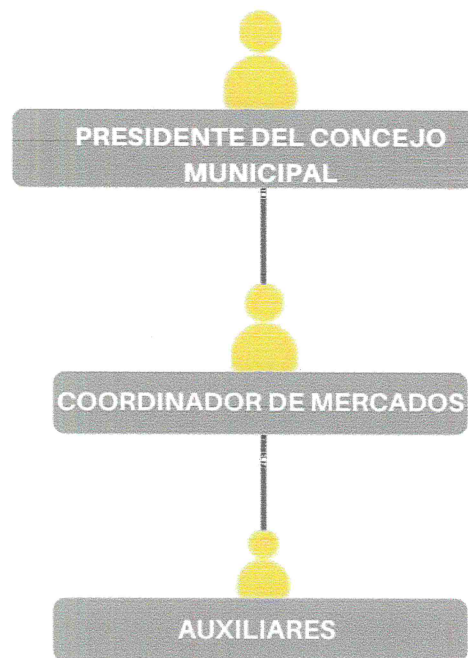 PRESIDENTE DEL CONCEJO
MUNICIPAL
COORDINADOR DE MERCADOS
AUXILIARES